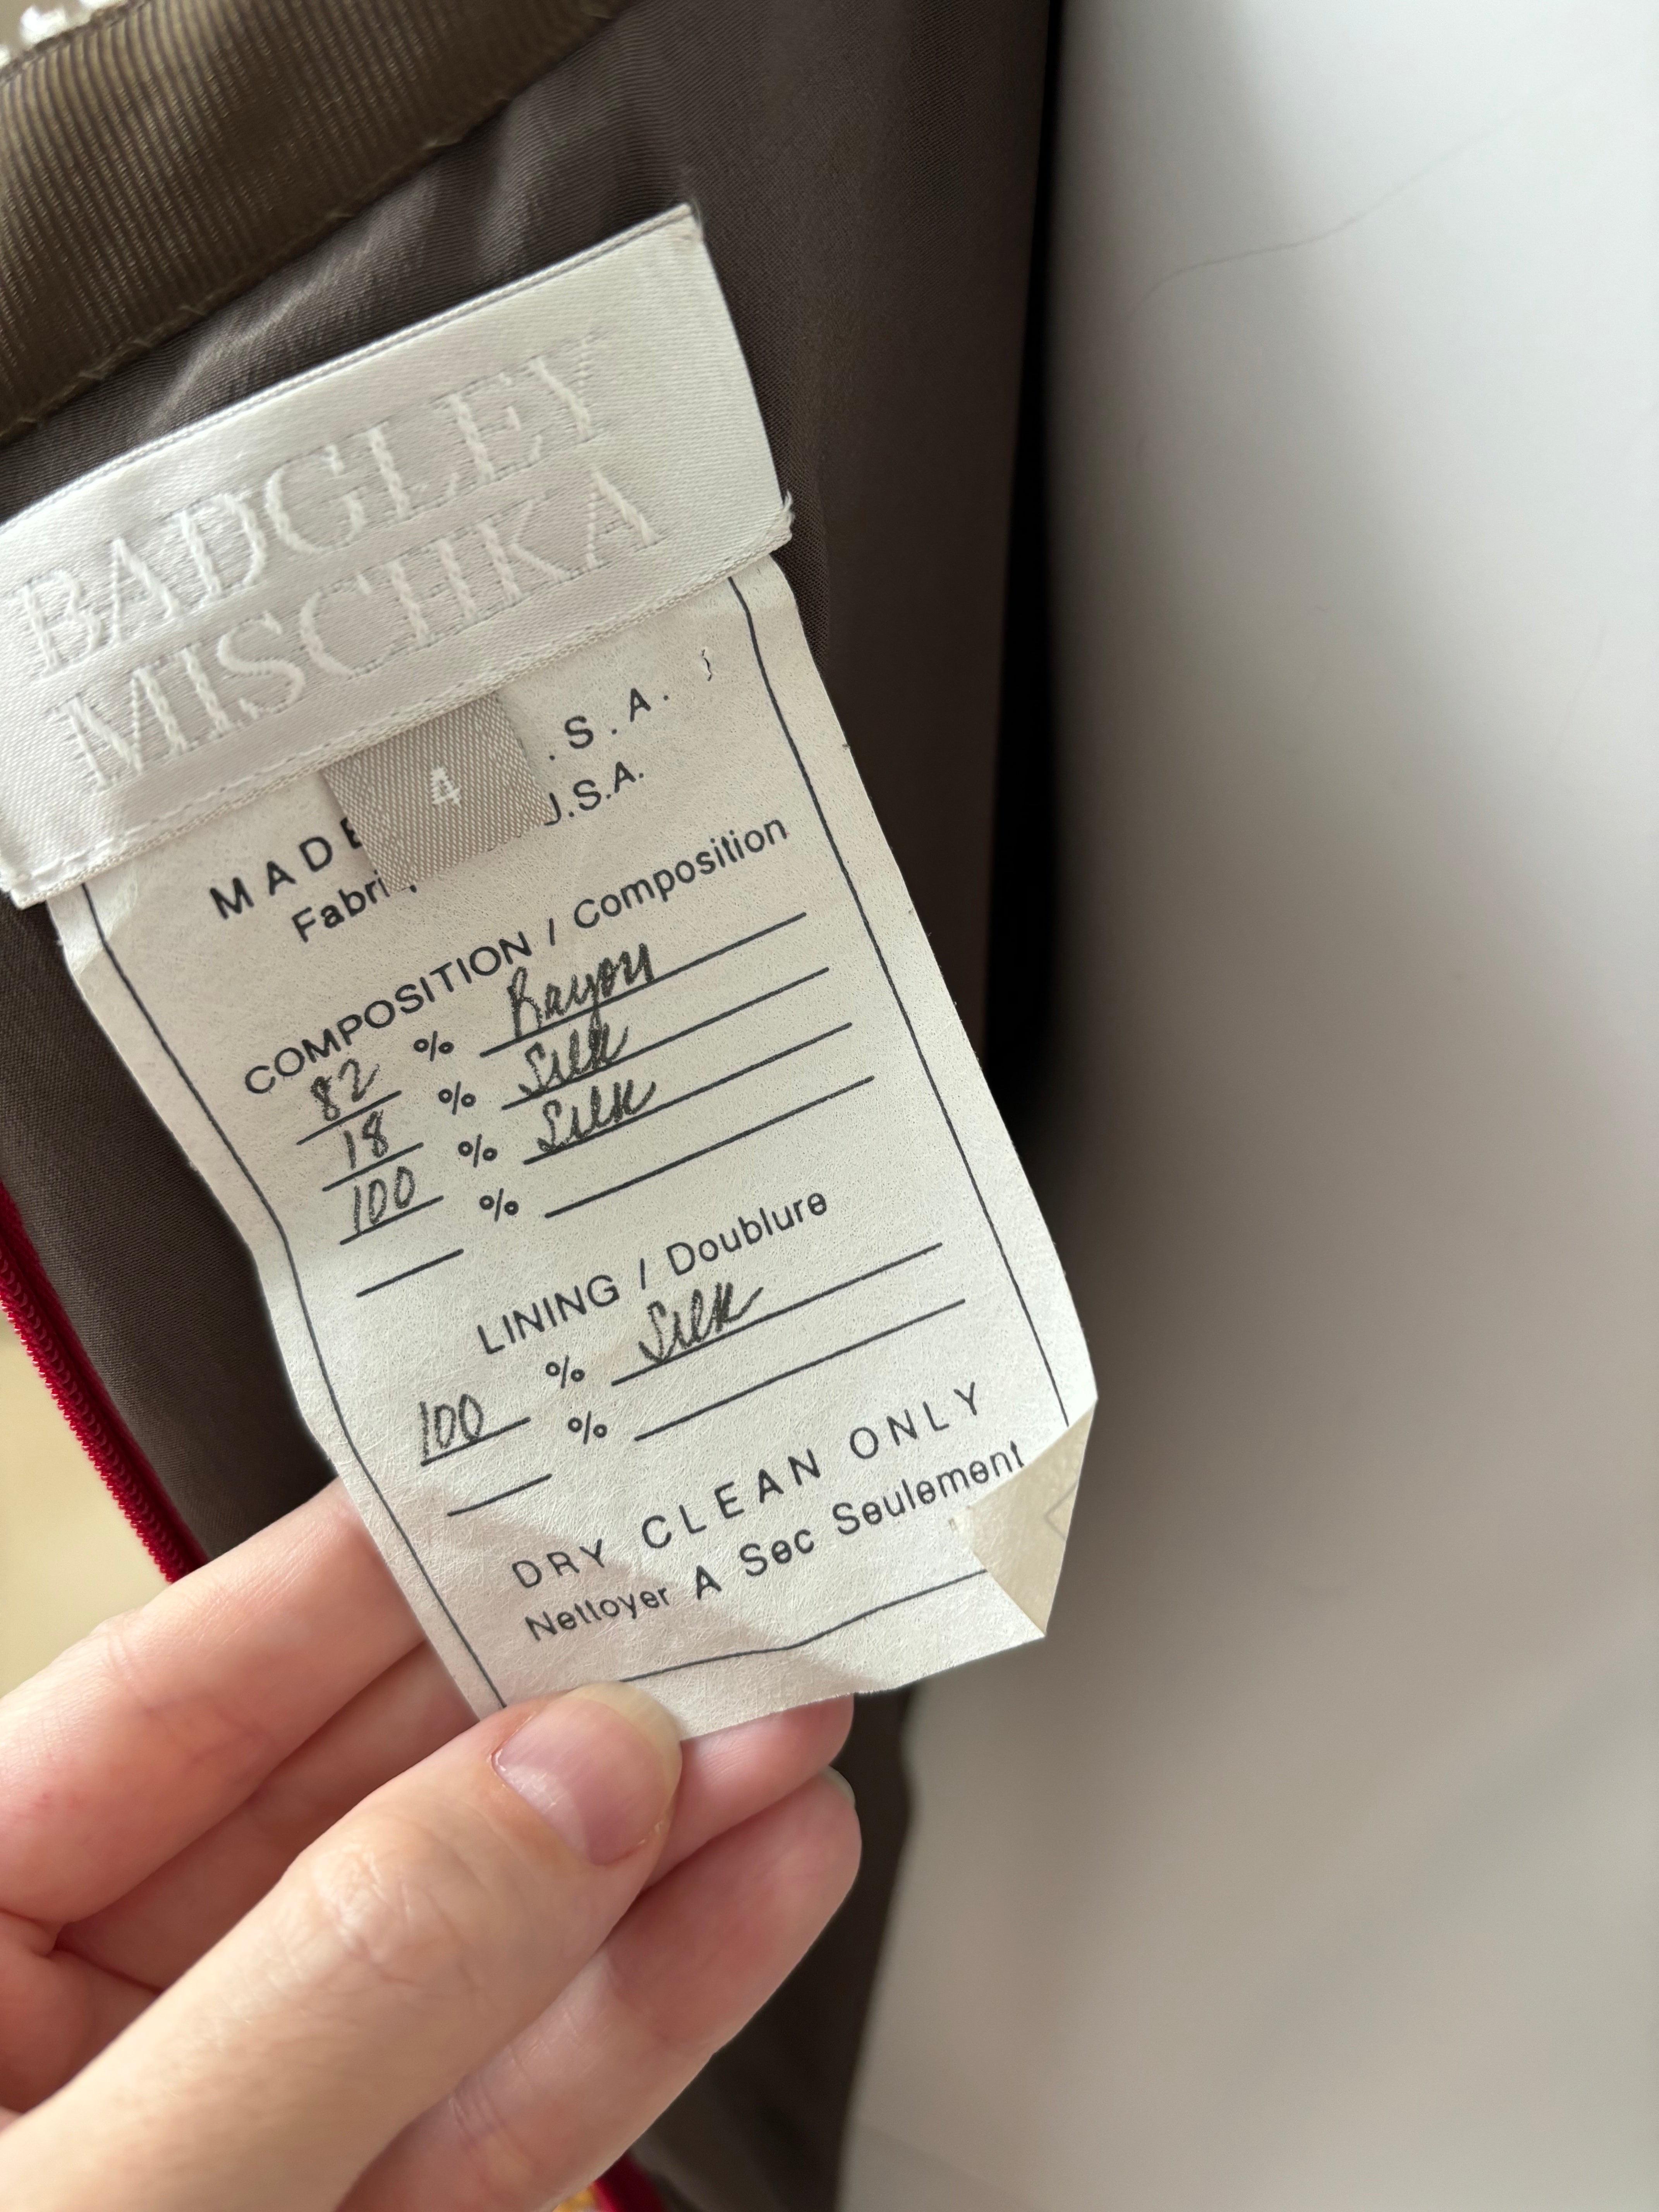 BADGLEY
MISCHKA
4
MADE .S.A.
Fabri J.S.A.
COMPOSITION / Composition
82 % Rayon
18 % Silk
100 % Silk
%
LINING / Doublure
100 % Silk
%
DRY CLEAN ONLY
Nettoyer A Sec Seulement